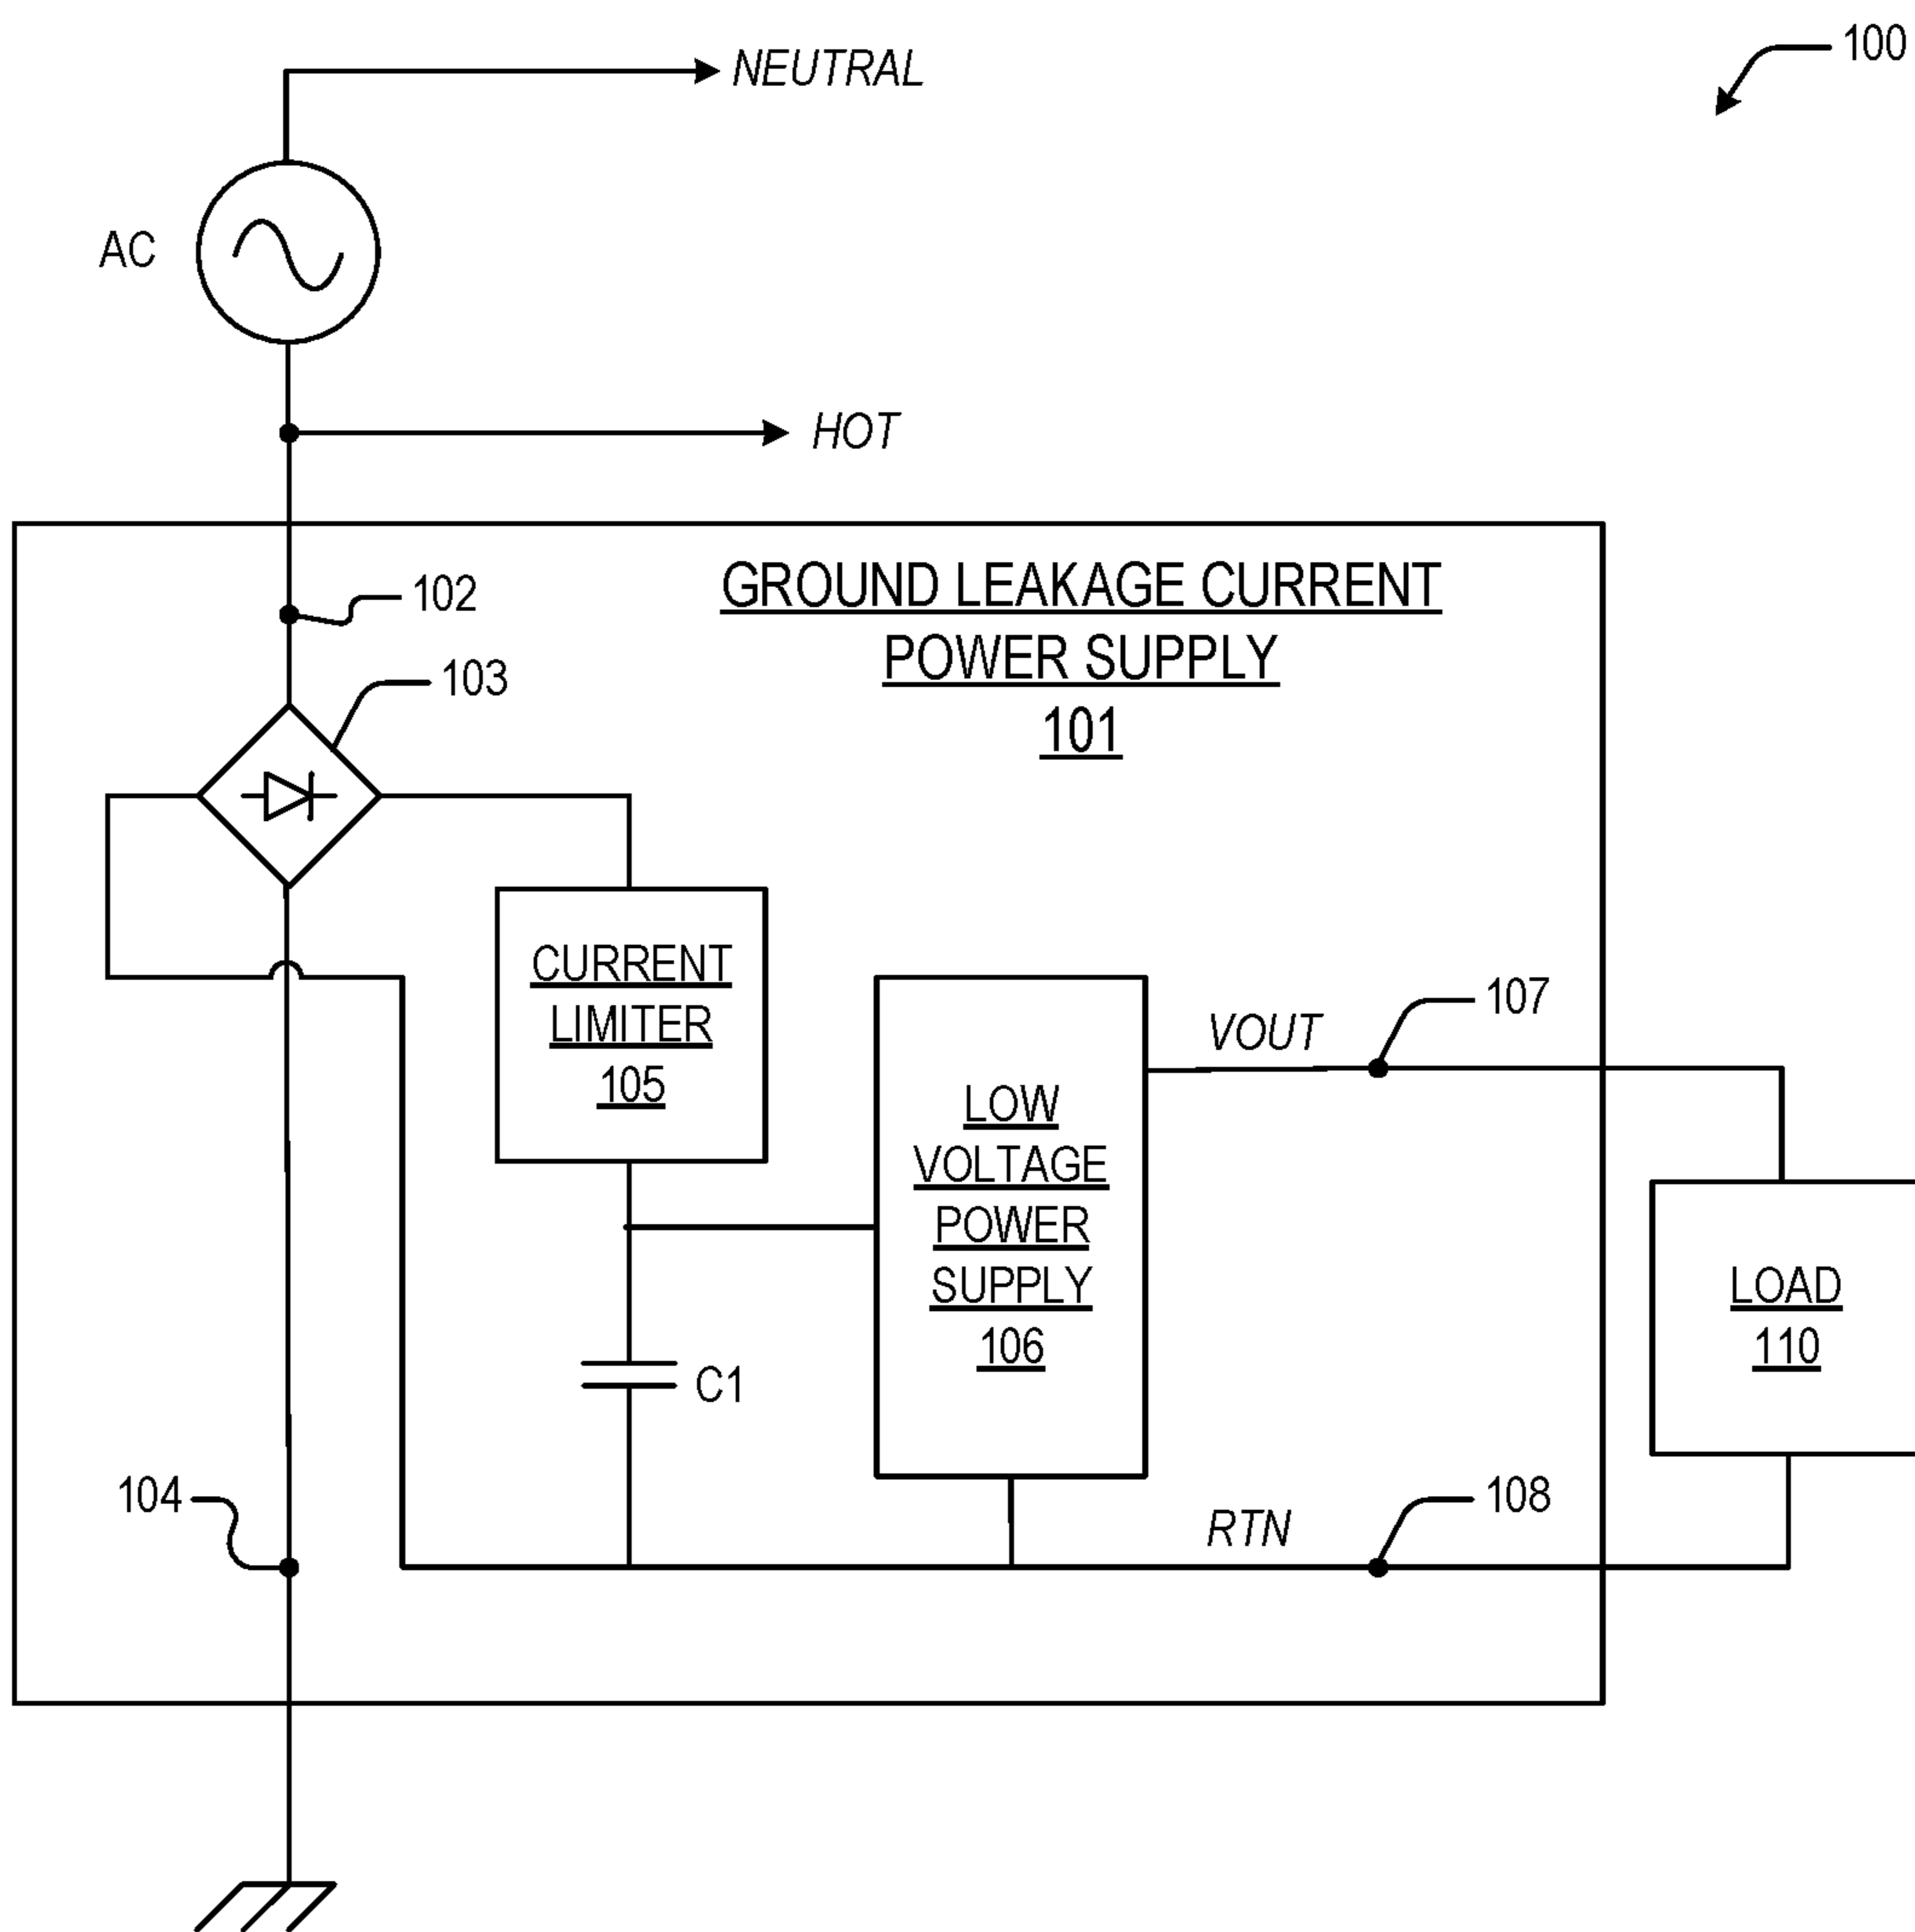 100
NEUTRAL
AC
HOT
GROUND LEAKAGE CURRENT
POWER SUPPLY
101
102
103
CURRENT
LIMITER
105
107
VOUT
LOW
VOLTAGE
POWER
SUPPLY
106
LOAD
110
C1
104
108
RTN